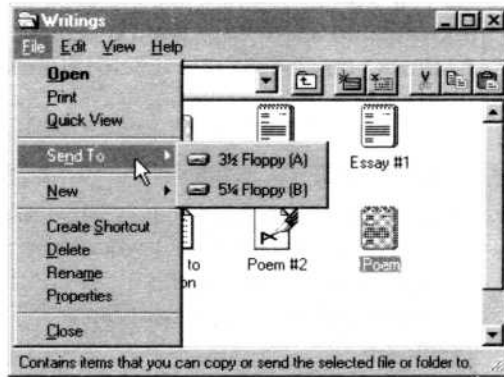 Writings
File Edit View Help
Open
Print
Quick View
Send To
3½ Floppy (A)
5¼ Floppy (B)
Essay #1
New
Create Shortcut
Delete
to
Poem #2
Poem
Rename
on
Properties
Close
Contains items that you can copy or send the selected file or folder to.